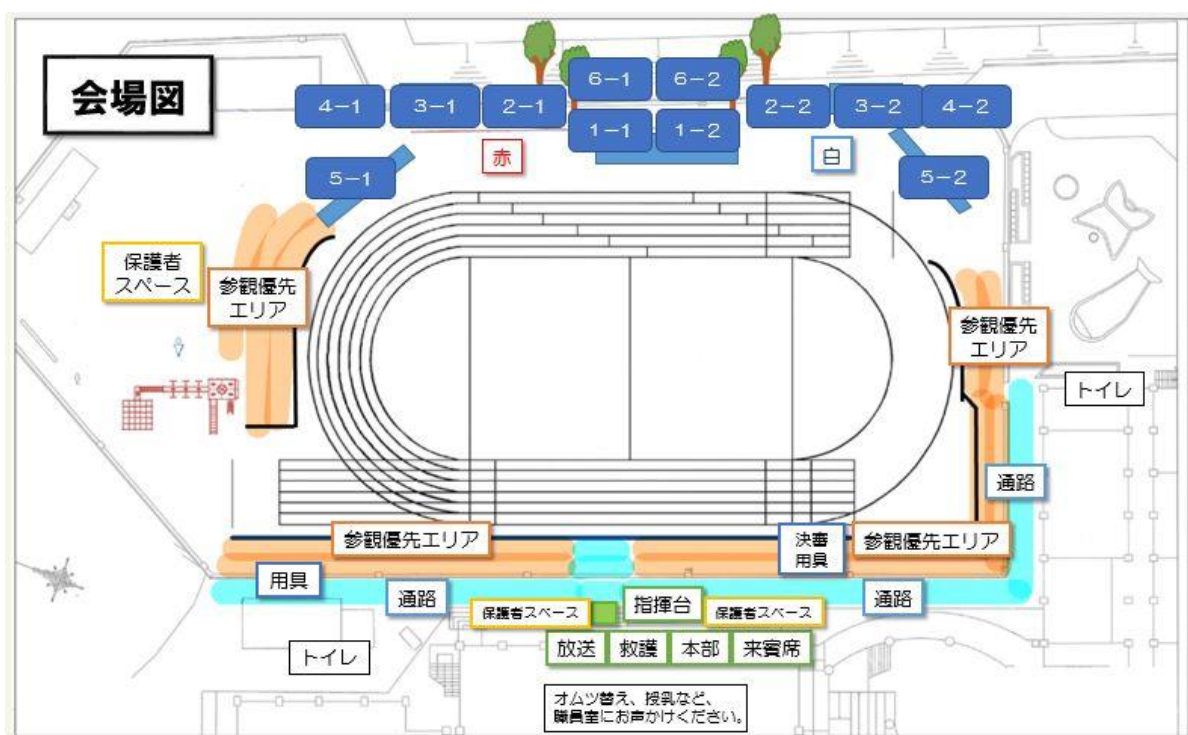 会場図
6-1
6-2
4-1
3-1
2-1
2-2
3-2
4-2
1-1
1-2
赤
白
5-1
5-2
保護者
スペース
参観優先
エリア
参観優先
エリア
トイレ
通路
参観優先エリア
決審
用具
参観優先エリア
用具
通路
保護者スペース
指揮台
保護者スペース
通路
放送
救護
本部
来賓席
トイレ
オムツ替え、授乳など、
職員室にお声かけください。